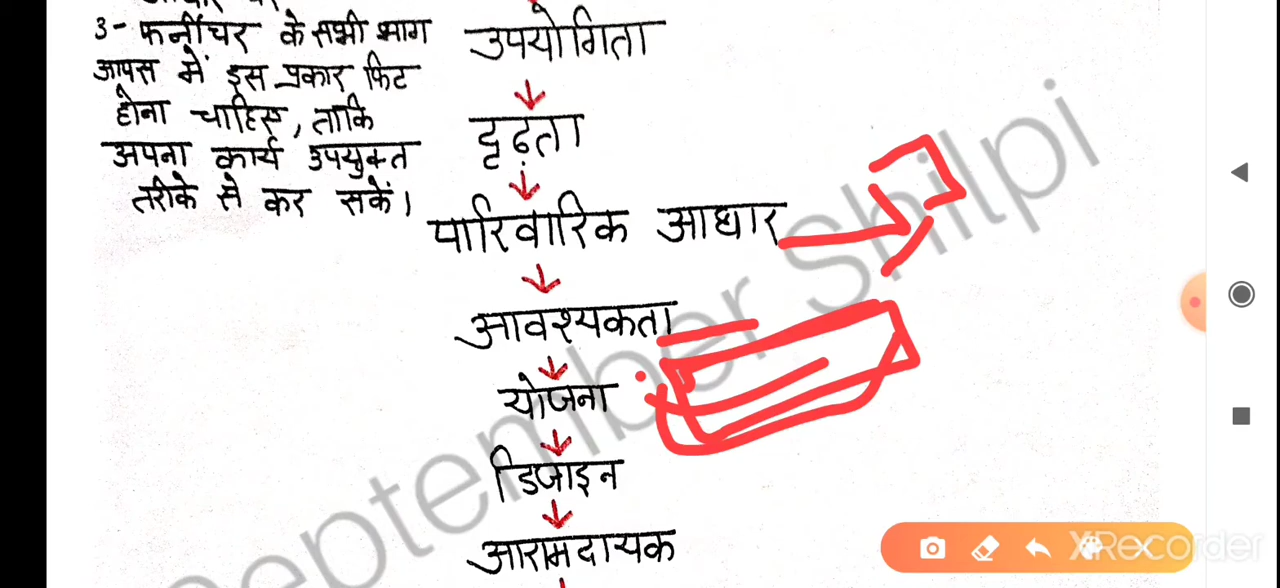 3- फर्नीचर के सभी भाग
आपस में इस प्रकार फिट
होना चाहिए, ताकि
अपना कार्य उपयुक्त
तरीके से कर सकें।
उपयोगिता
दृढ़ता
पारिवारिक आधार
आवश्यकता
योजना
डिजाइन
आरामदायक
September Shilpi
XRecorder